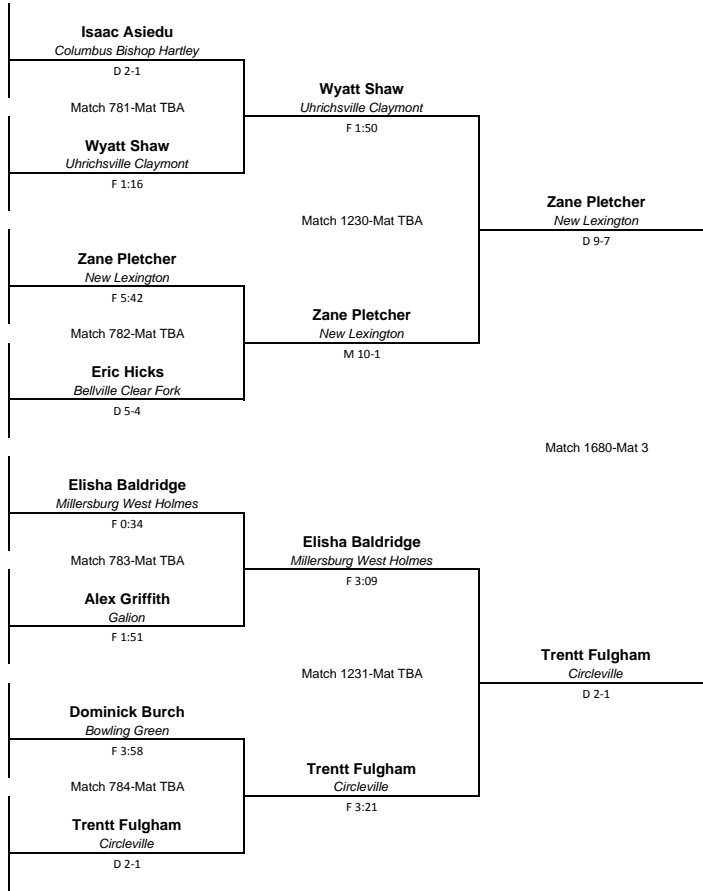 Isaac Asiedu
Columbus Bishop Hartley
D 2-1
Match 781-Mat TBA
Wyatt Shaw
Uhrichsville Claymont
F 1:16
Wyatt Shaw
Uhrichsville Claymont
F 1:50
Match 1230-Mat TBA
Zane Pletcher
New Lexington
D 9-7
Zane Pletcher
New Lexington
F 5:42
Match 782-Mat TBA
Eric Hicks
Bellville Clear Fork
D 5-4
Zane Pletcher
New Lexington
M 10-1
Match 1680-Mat 3
Elisha Baldridge
Millersburg West Holmes
F 0:34
Match 783-Mat TBA
Alex Griffith
Galion
F 1:51
Elisha Baldridge
Millersburg West Holmes
F 3:09
Match 1231-Mat TBA
Trentt Fulgham
Circleville
D 2-1
Dominick Burch
Bowling Green
F 3:58
Match 784-Mat TBA
Trentt Fulgham
Circleville
D 2-1
Trentt Fulgham
Circleville
F 3:21